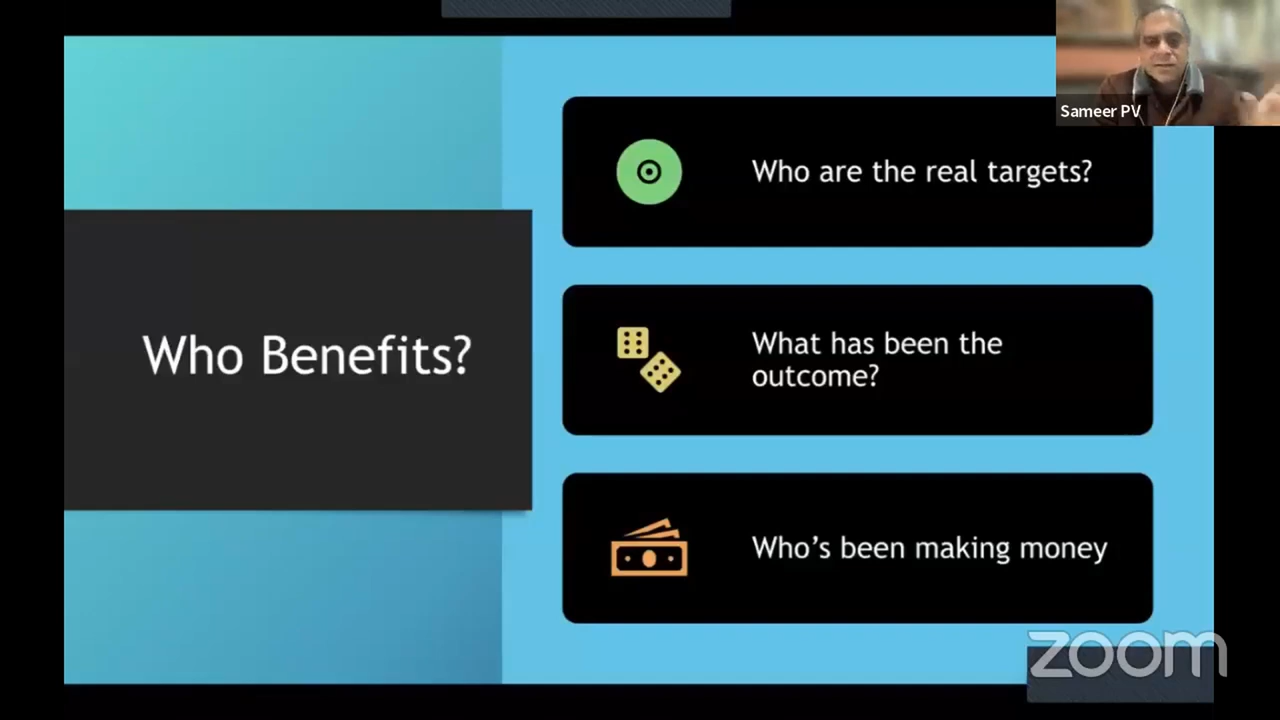 Sameer PV
Who Benefits?
Who are the real targets?
What has been the
outcome?
Who's been making money
zoom